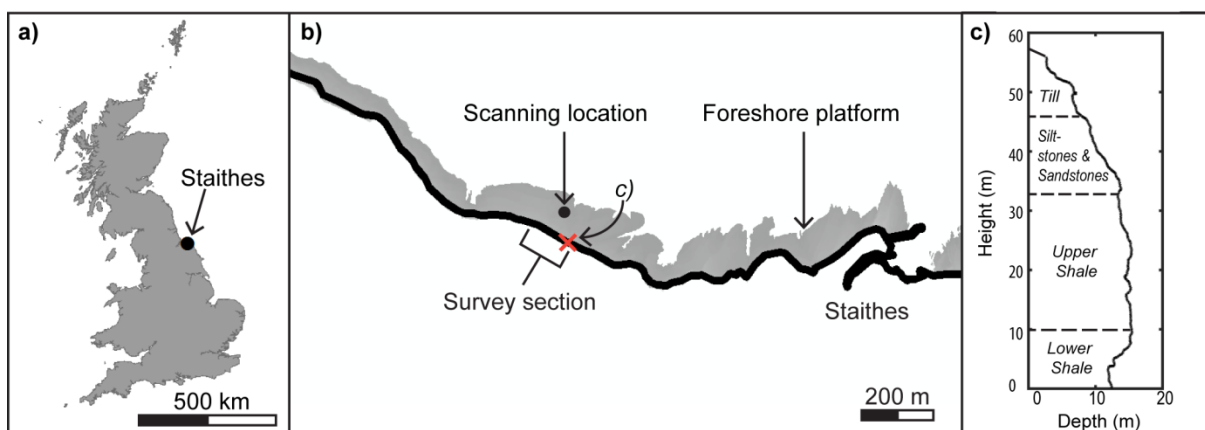 a)
Staithes
500 km
b)
Scanning location
Foreshore platform
c)
Survey section
Staithes
200 m
c)
60
50
40
30
20
10
0
Height (m)
Till
Silt-
stones &
Sandstones
Upper
Shale
Lower
Shale
0 10 20
Depth (m)